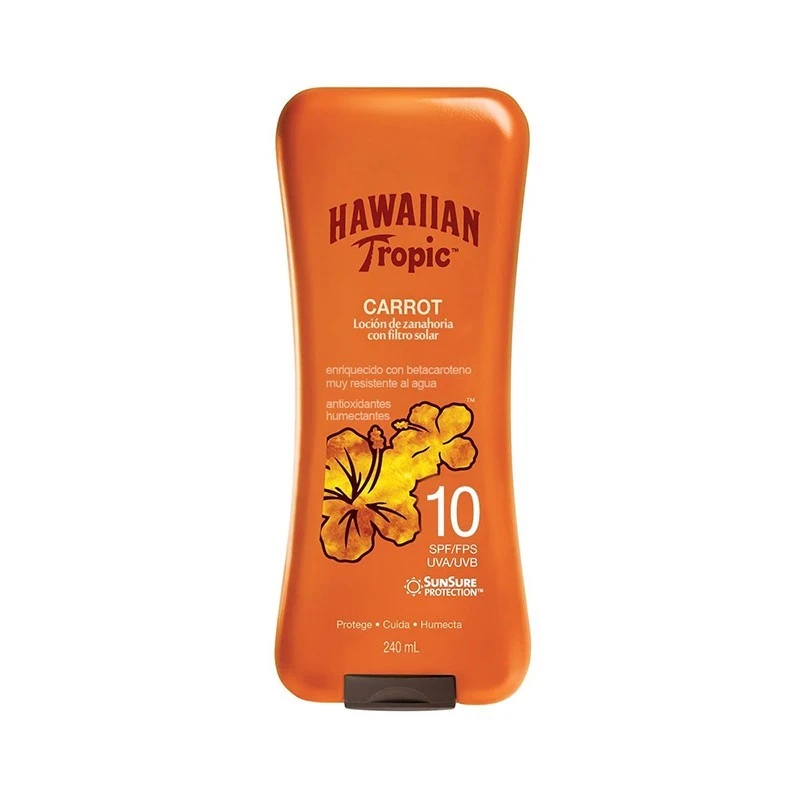 HAWAIIAN
Tropic™
CARROT
Loción de zanahoria
con filtro solar
enriquecido con betacaroteno
muy resistente al agua
antioxidantes
humectantes
™
10
SPF/FPS
UVA/UVB
SUNSURE
PROTECTION™
Protege • Cuida • Humecta
240 mL